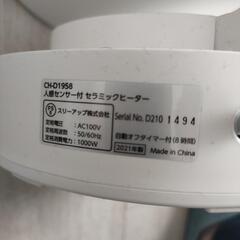 CH-D1958
人感センサー付 セラミックヒーター
PSE
スリーアップ株式会社
定格電圧：AC100V
定格周波数：50/60Hz
定格消費電力：1000W
Serial No. D210 1494
自動オフタイマー付(8時間)
2021年製
Made in China